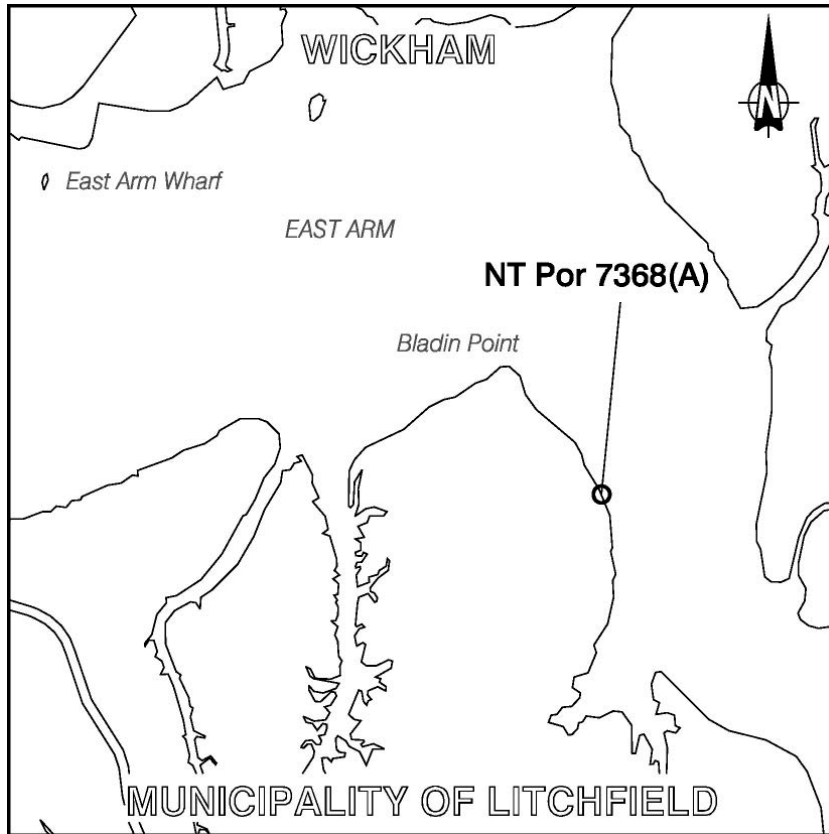 WICKHAM
N
East Arm Wharf
EAST ARM
NT Por 7368(A)
Bladin Point
MUNICIPALITY OF LITCHFIELD